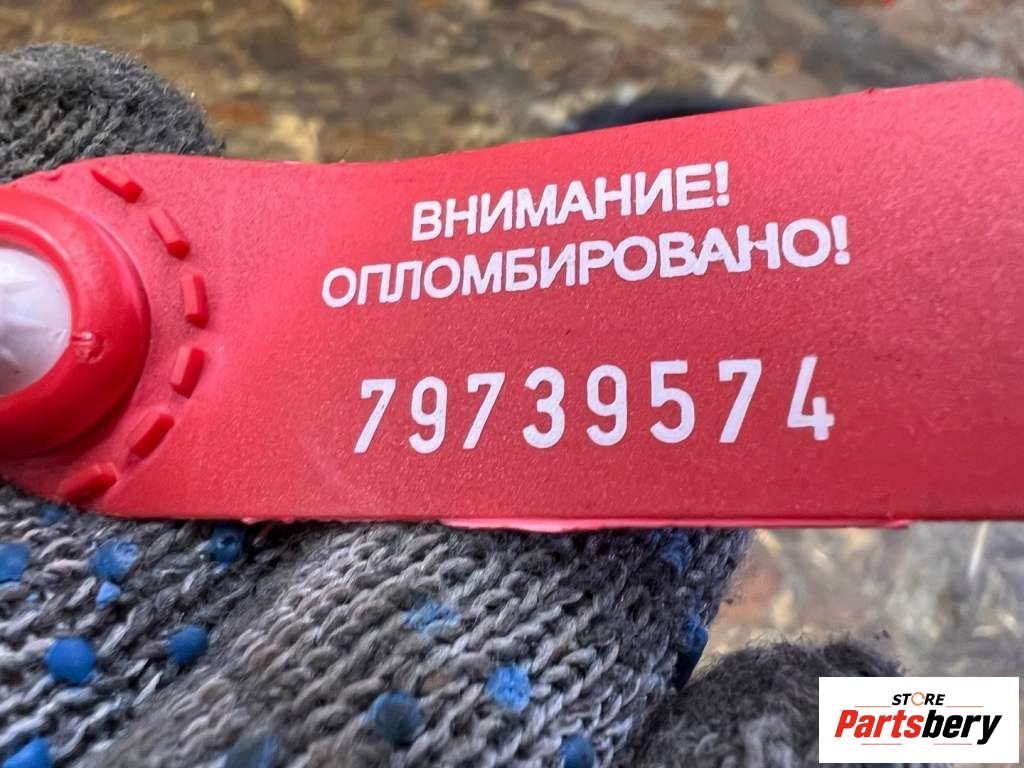 ВНИМАНИЕ!
ОПЛОМБИРОВАНО!
79739574
STORE
Partsbery